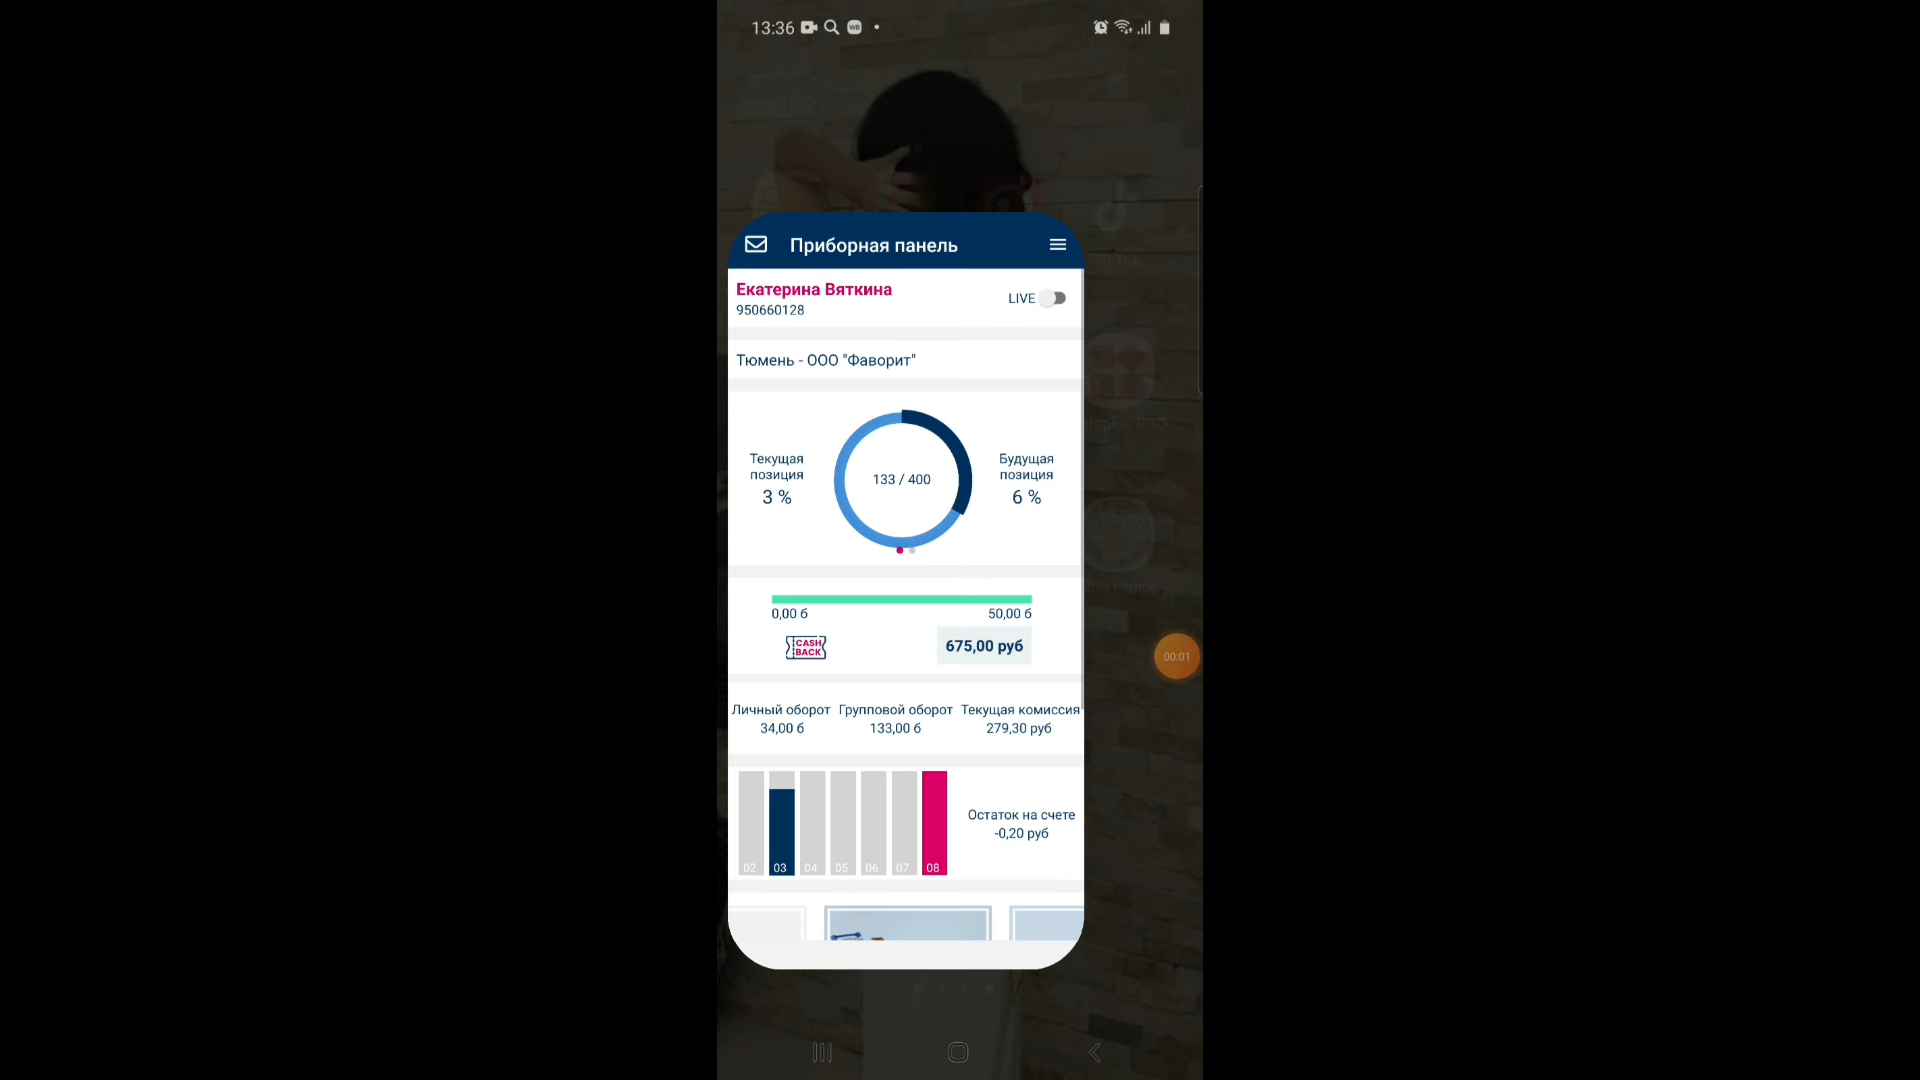 13:36
WB
Приборная панель
Екатерина Вяткина
950660128
LIVE
Тюмень - ООО "Фаворит"
Текущая
позиция
3 %
133 / 400
Будущая
позиция
6 %
0,00 б
50,00 б
CASH
BACK
675,00 руб
00:01
Личный оборот
34,00 б
Групповой оборот
133,00 б
Текущая комиссия
279,30 руб
02 03 04 05 06 07 08
Остаток на счете
-0,20 руб
TikTok